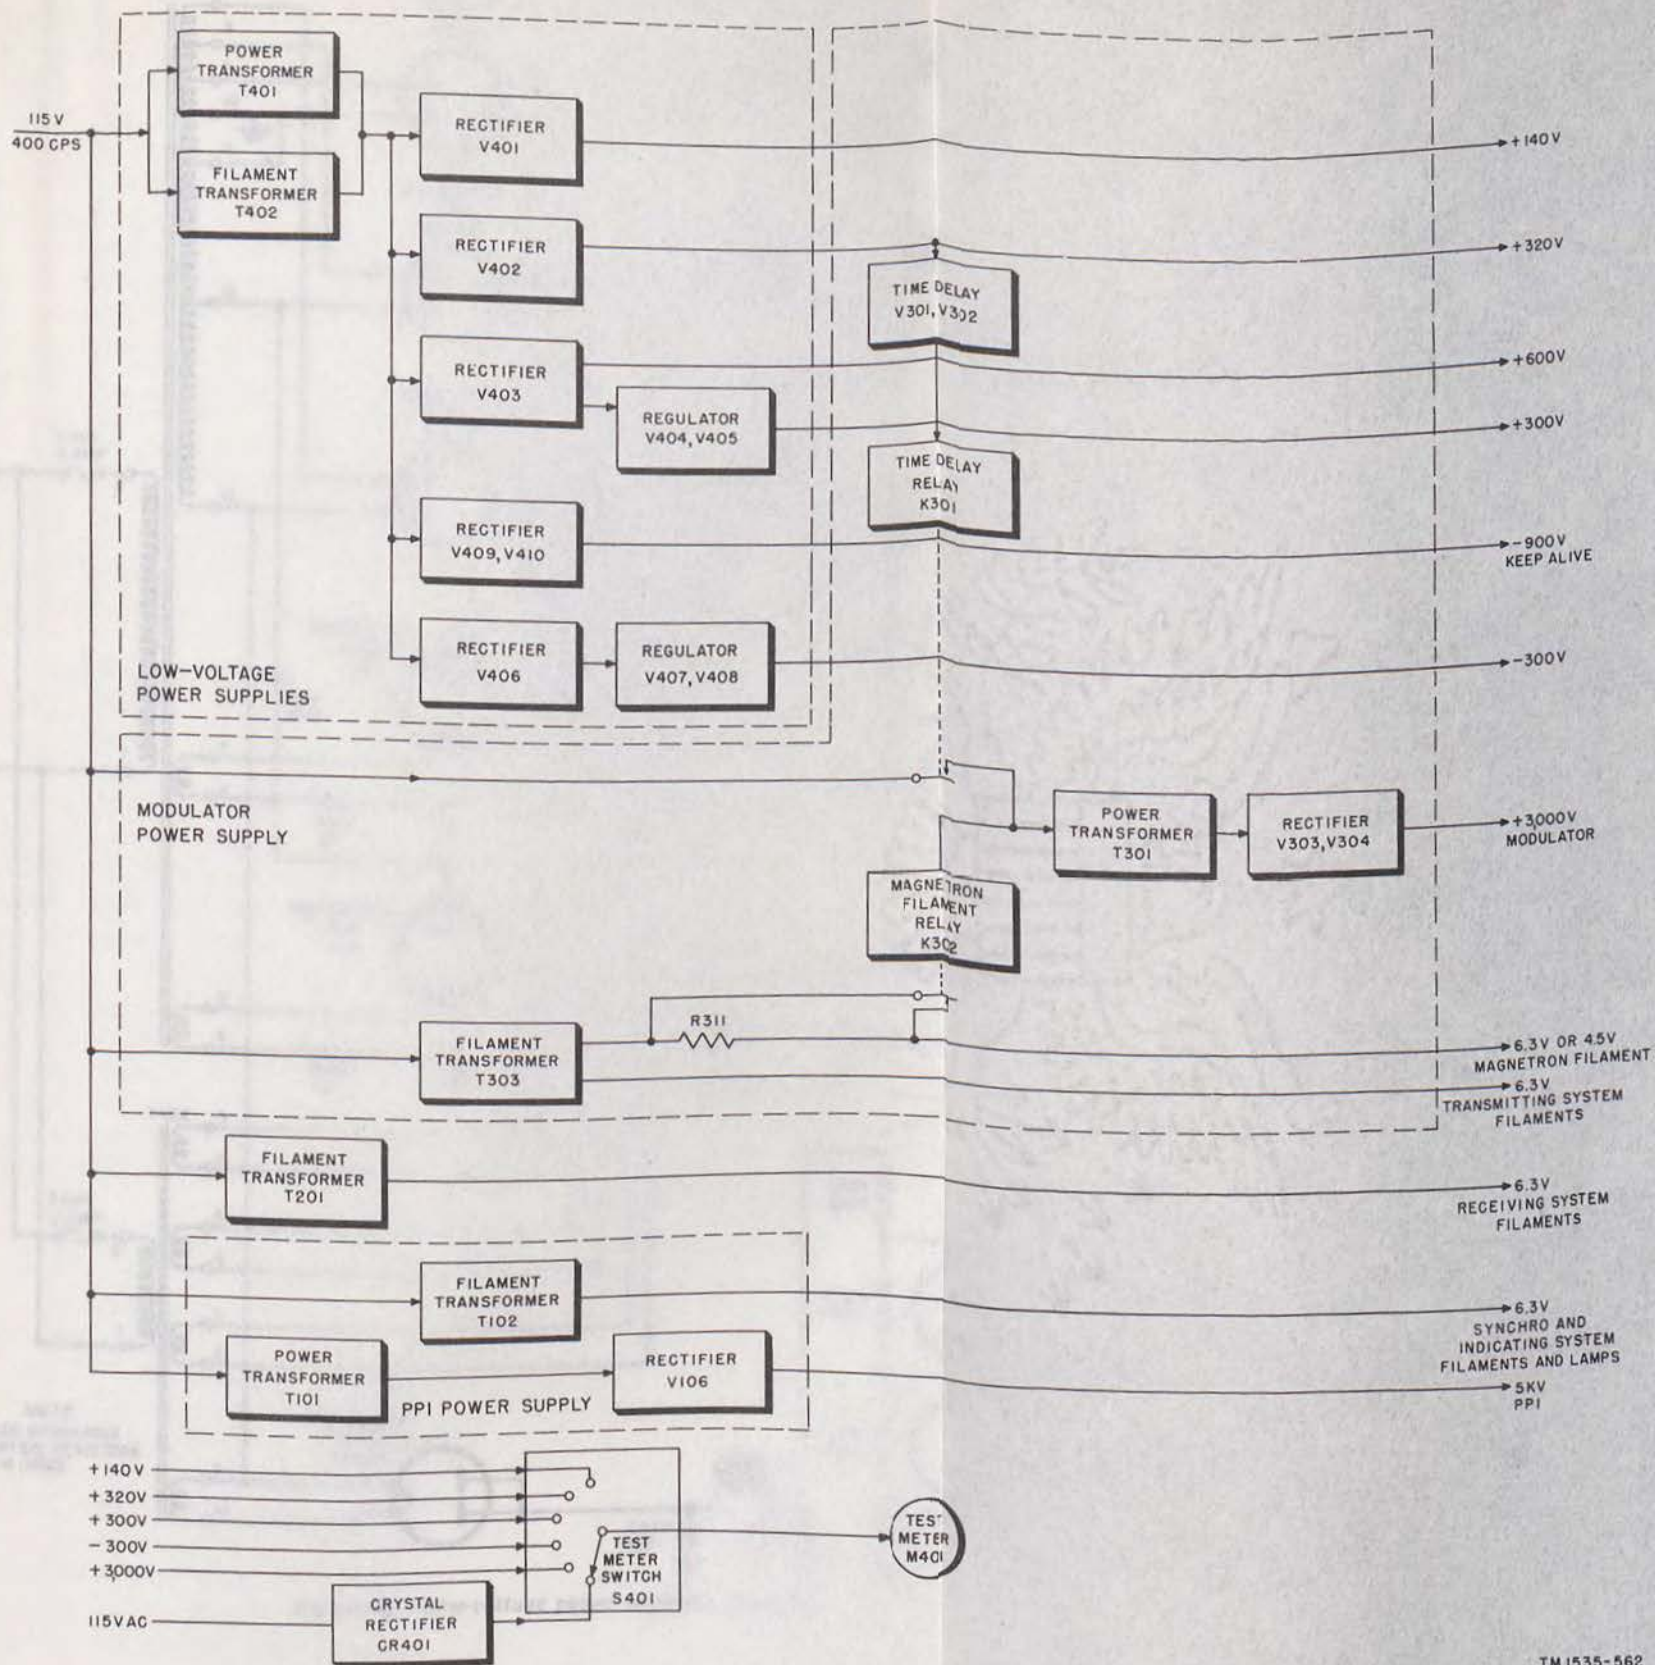 POWER
TRANSFORMER
T401
115 V
400 CPS
FILAMENT
TRANSFORMER
T402
RECTIFIER
V401
+140V
RECTIFIER
V402
+320V
TIME DELAY
V301, V302
RECTIFIER
V403
+600V
REGULATOR
V404, V405
+300V
TIME DELAY
RELAY
K301
RECTIFIER
V409, V410
-900V
KEEP ALIVE
RECTIFIER
V406
REGULATOR
V407, V408
-300V
LOW-VOLTAGE
POWER SUPPLIES
MODULATOR
POWER SUPPLY
POWER
TRANSFORMER
T301
RECTIFIER
V303, V304
+3,000V
MODULATOR
MAGNETRON
FILAMENT
RELAY
K302
R311
FILAMENT
TRANSFORMER
T303
6.3V OR 4.5V
MAGNETRON FILAMENT
6.3V
TRANSMITTING SYSTEM
FILAMENTS
FILAMENT
TRANSFORMER
T201
6.3V
RECEIVING SYSTEM
FILAMENTS
FILAMENT
TRANSFORMER
T102
6.3V
SYNCHRO AND
INDICATING SYSTEM
FILAMENTS AND LAMPS
POWER
TRANSFORMER
T101
RECTIFIER
V106
PPI POWER SUPPLY
5KV
PPI
+140V
+320V
+300V
-300V
+3,000V
115VAC
CRYSTAL
RECTIFIER
CR401
TEST
METER
SWITCH
S401
TEST
METER
M401
TM 1535-562